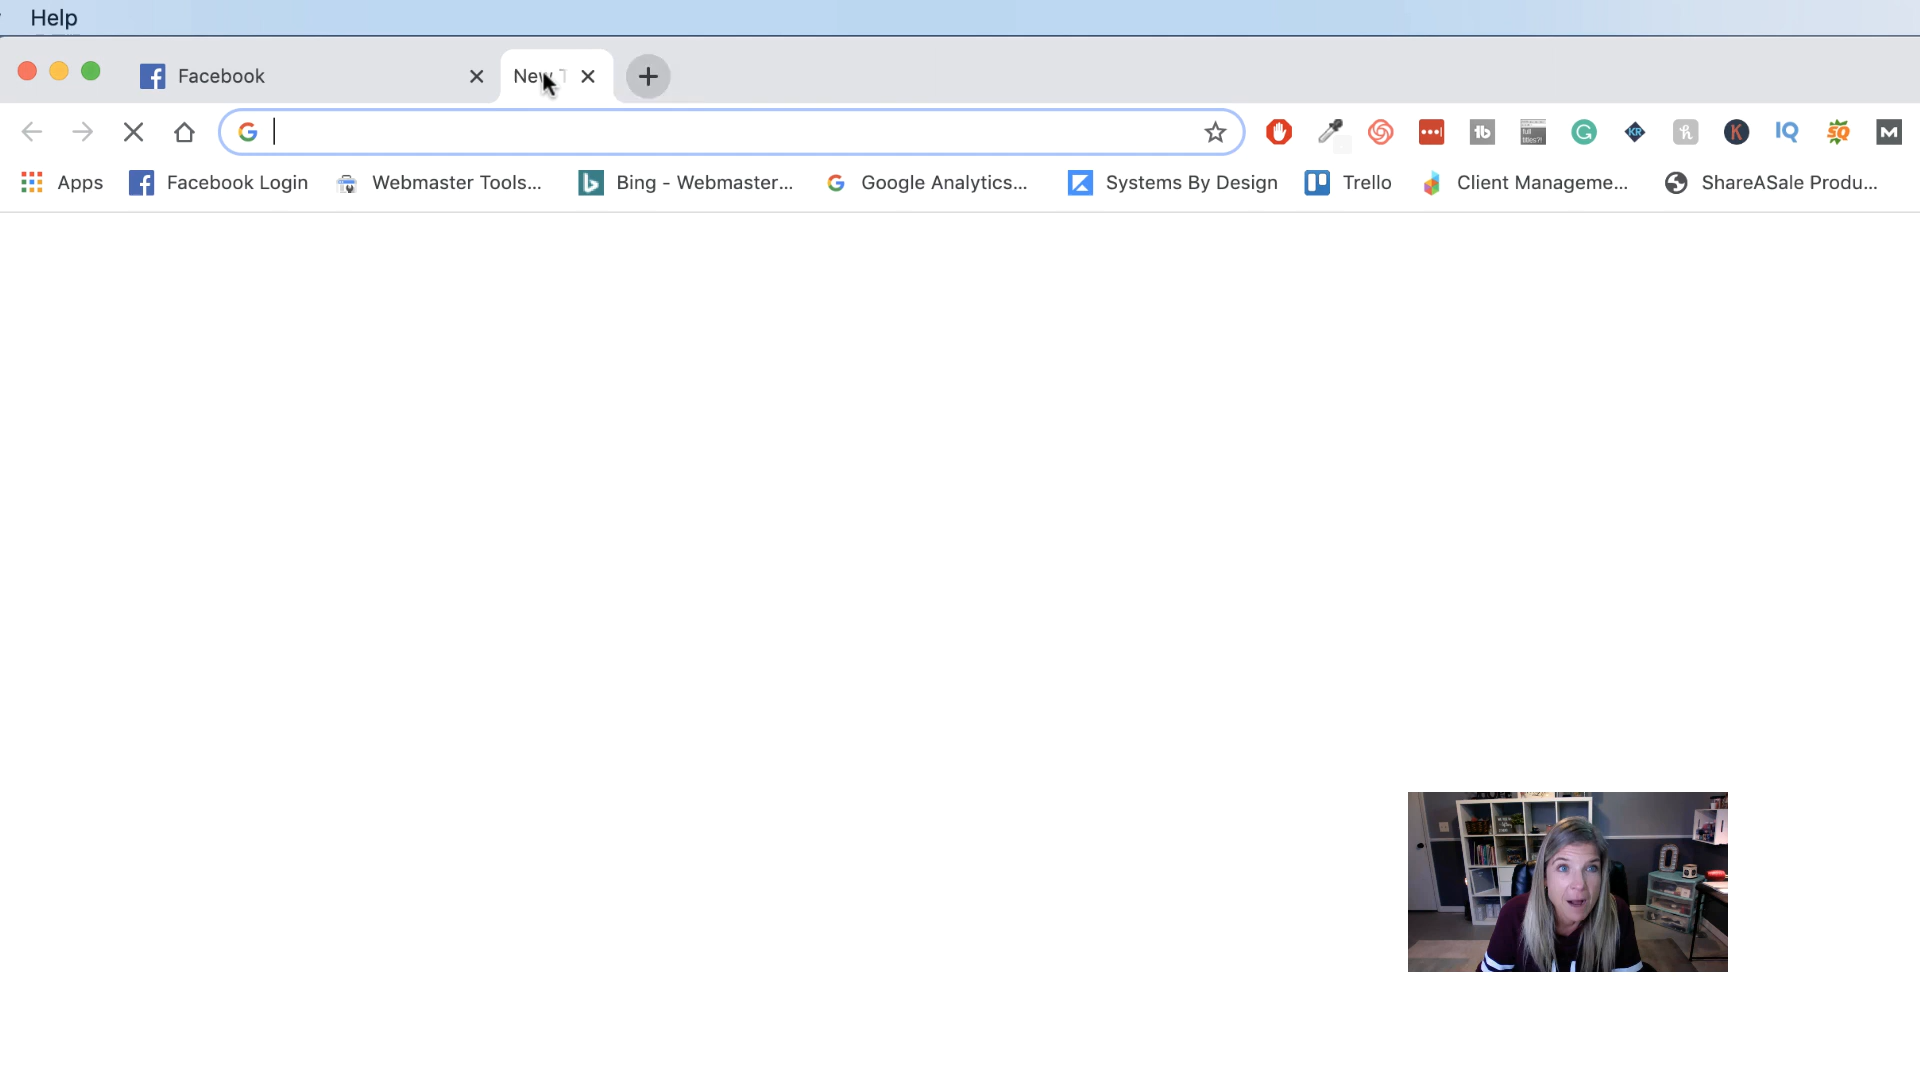 Help
Facebook
New T
Apps Facebook Login Webmaster Tools... Bing - Webmaster... Google Analytics... Systems By Design Trello Client Manageme... ShareASale Produ...